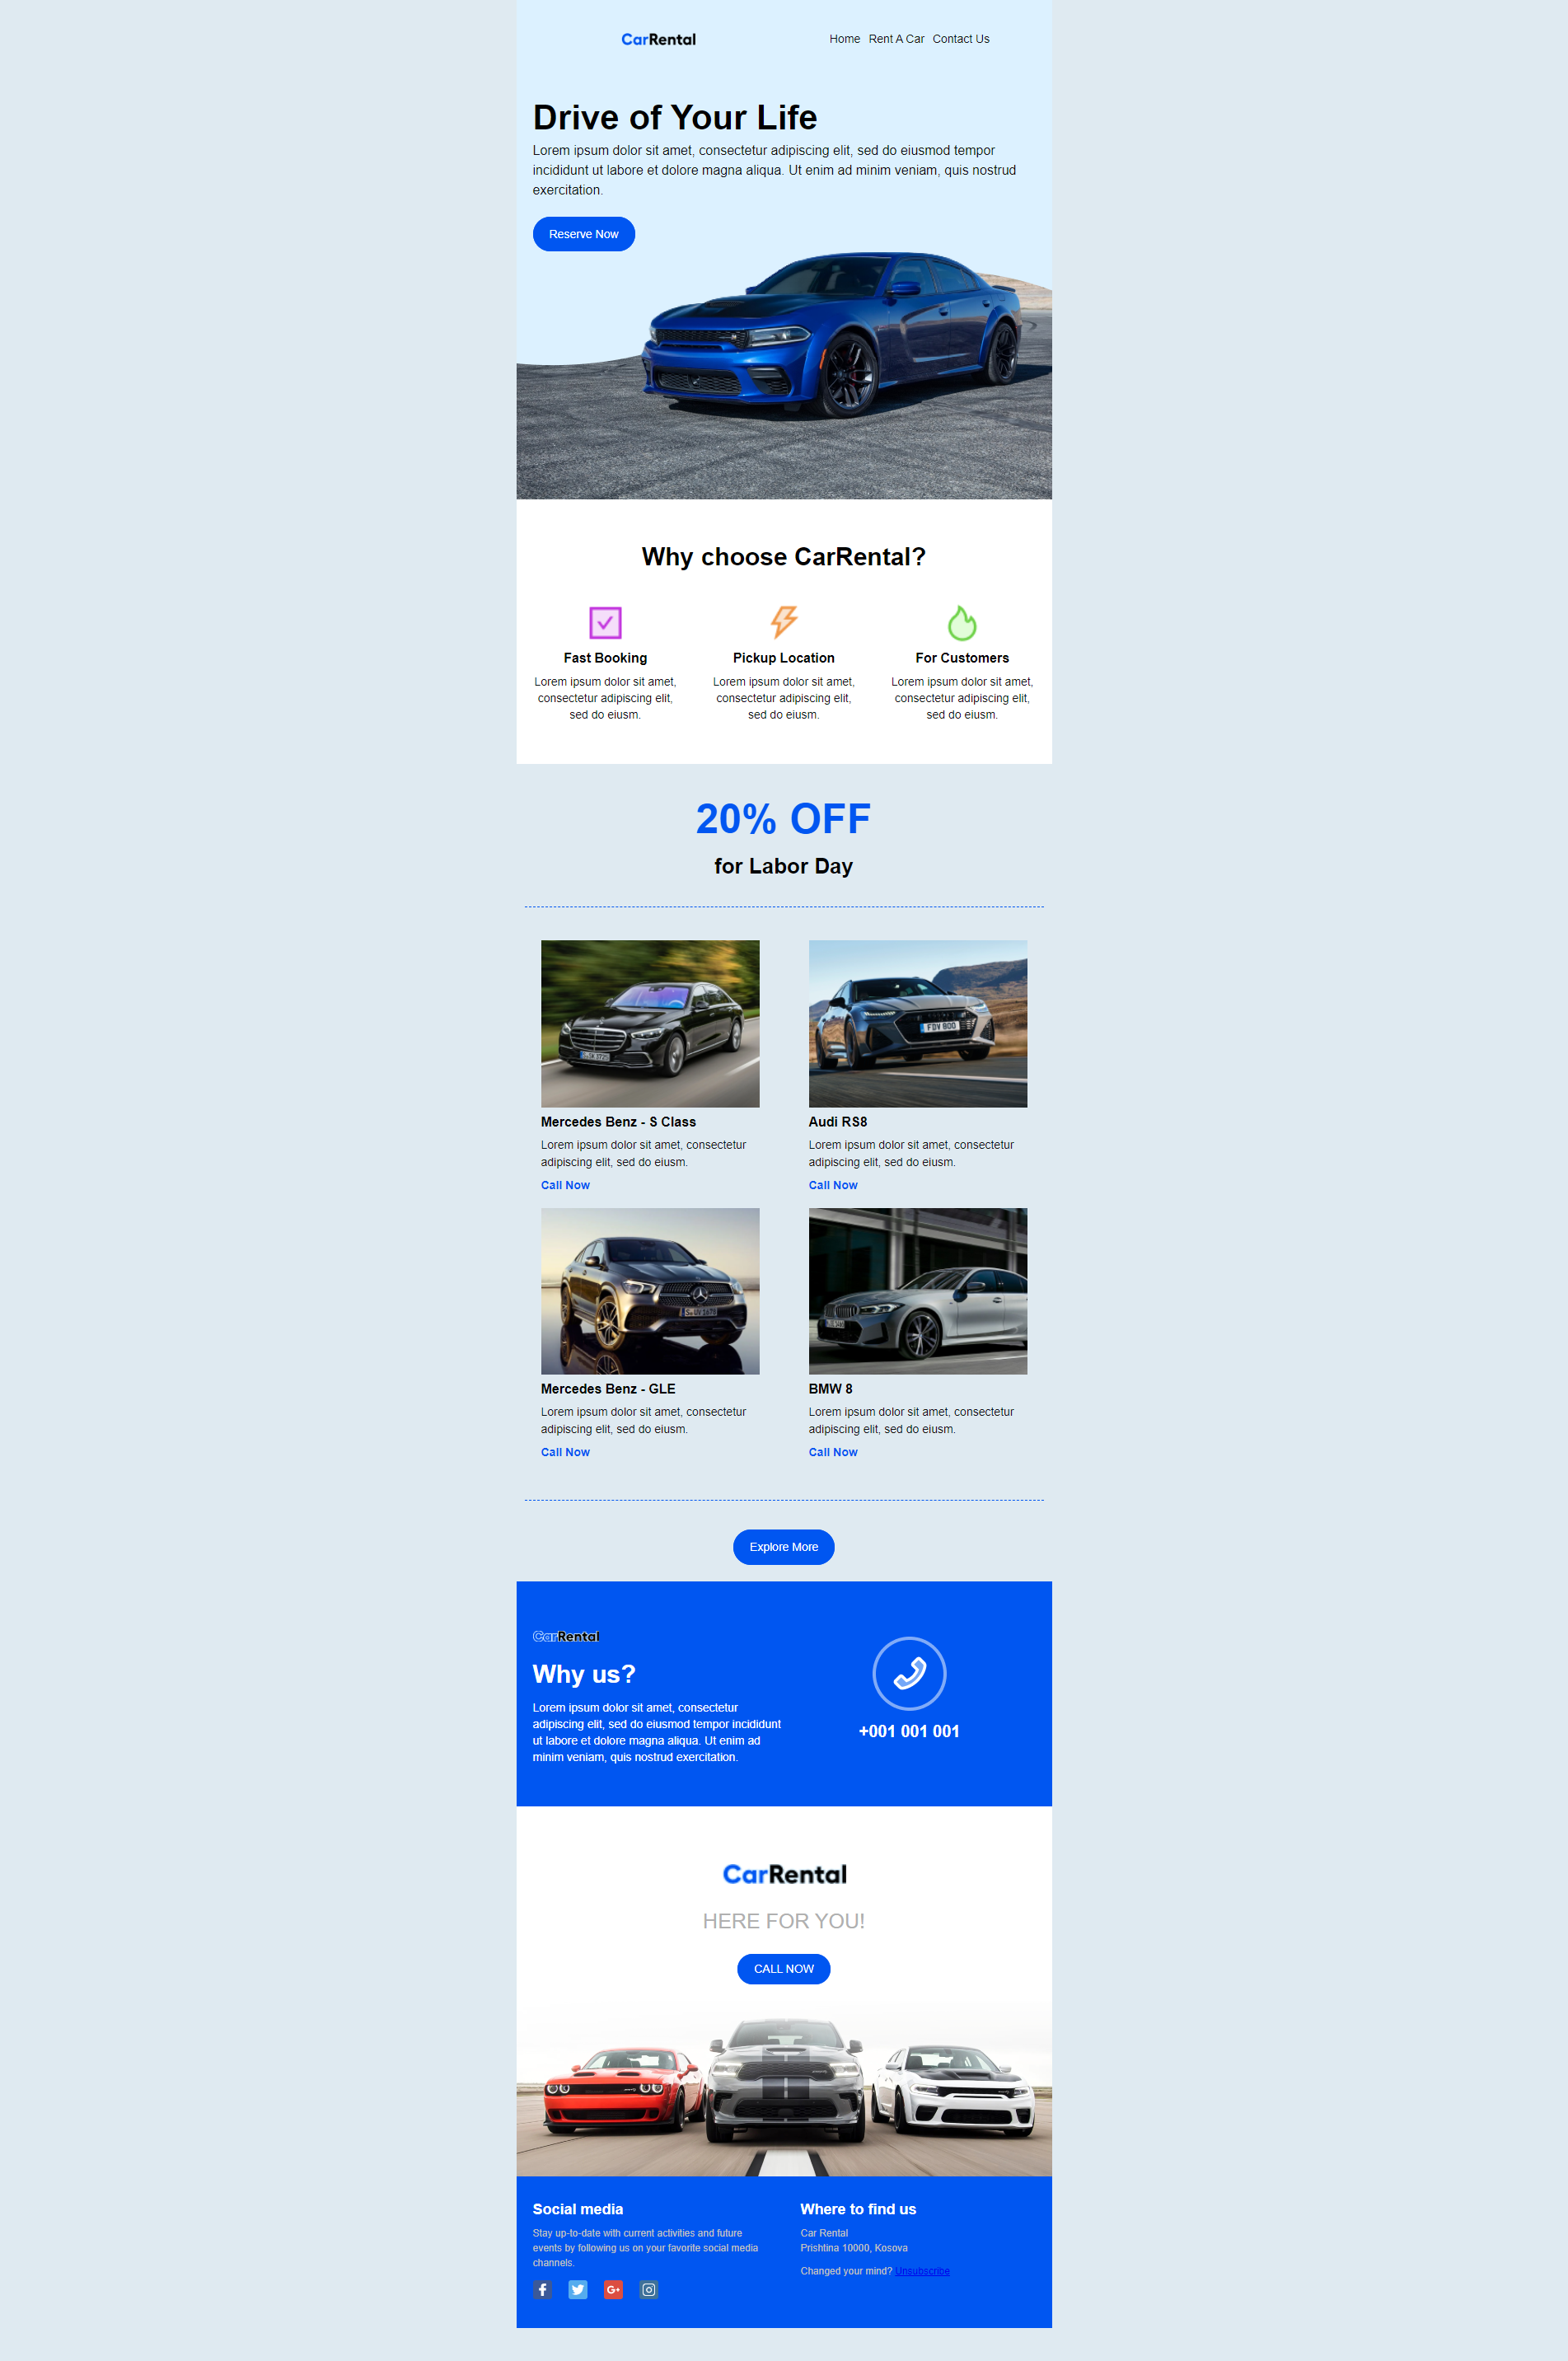 CarRental
Home Rent A Car Contact Us
Drive of Your Life
Lorem ipsum dolor sit amet, consectetur adipiscing elit, sed do eiusmod tempor
incididunt ut labore et dolore magna aliqua. Ut enim ad minim veniam, quis nostrud
exercitation.
Reserve Now
Why choose CarRental?
Fast Booking
Lorem ipsum dolor sit amet,
consectetur adipiscing elit,
sed do eiusm.
Pickup Location
Lorem ipsum dolor sit amet,
consectetur adipiscing elit,
sed do eiusm.
For Customers
Lorem ipsum dolor sit amet,
consectetur adipiscing elit,
sed do eiusm.
20% OFF
for Labor Day
Mercedes Benz - S Class
Lorem ipsum dolor sit amet, consectetur
adipiscing elit, sed do eiusm.
Call Now
FDV 800
Audi RS8
Lorem ipsum dolor sit amet, consectetur
adipiscing elit, sed do eiusm.
Call Now
Mercedes Benz - GLE
Lorem ipsum dolor sit amet, consectetur
adipiscing elit, sed do eiusm.
Call Now
BMW 8
Lorem ipsum dolor sit amet, consectetur
adipiscing elit, sed do eiusm.
Call Now
Explore More
CarRental
Why us?
Lorem ipsum dolor sit amet, consectetur
adipiscing elit, sed do eiusmod tempor incididunt
ut labore et dolore magna aliqua. Ut enim ad
minim veniam, quis nostrud exercitation.
+001 001 001
CarRental
HERE FOR YOU!
CALL NOW
Social media
Stay up-to-date with current activities and future
events by following us on your favorite social media
channels.
Where to find us
Car Rental
Prishtina 10000, Kosova
Changed your mind? Unsubscribe